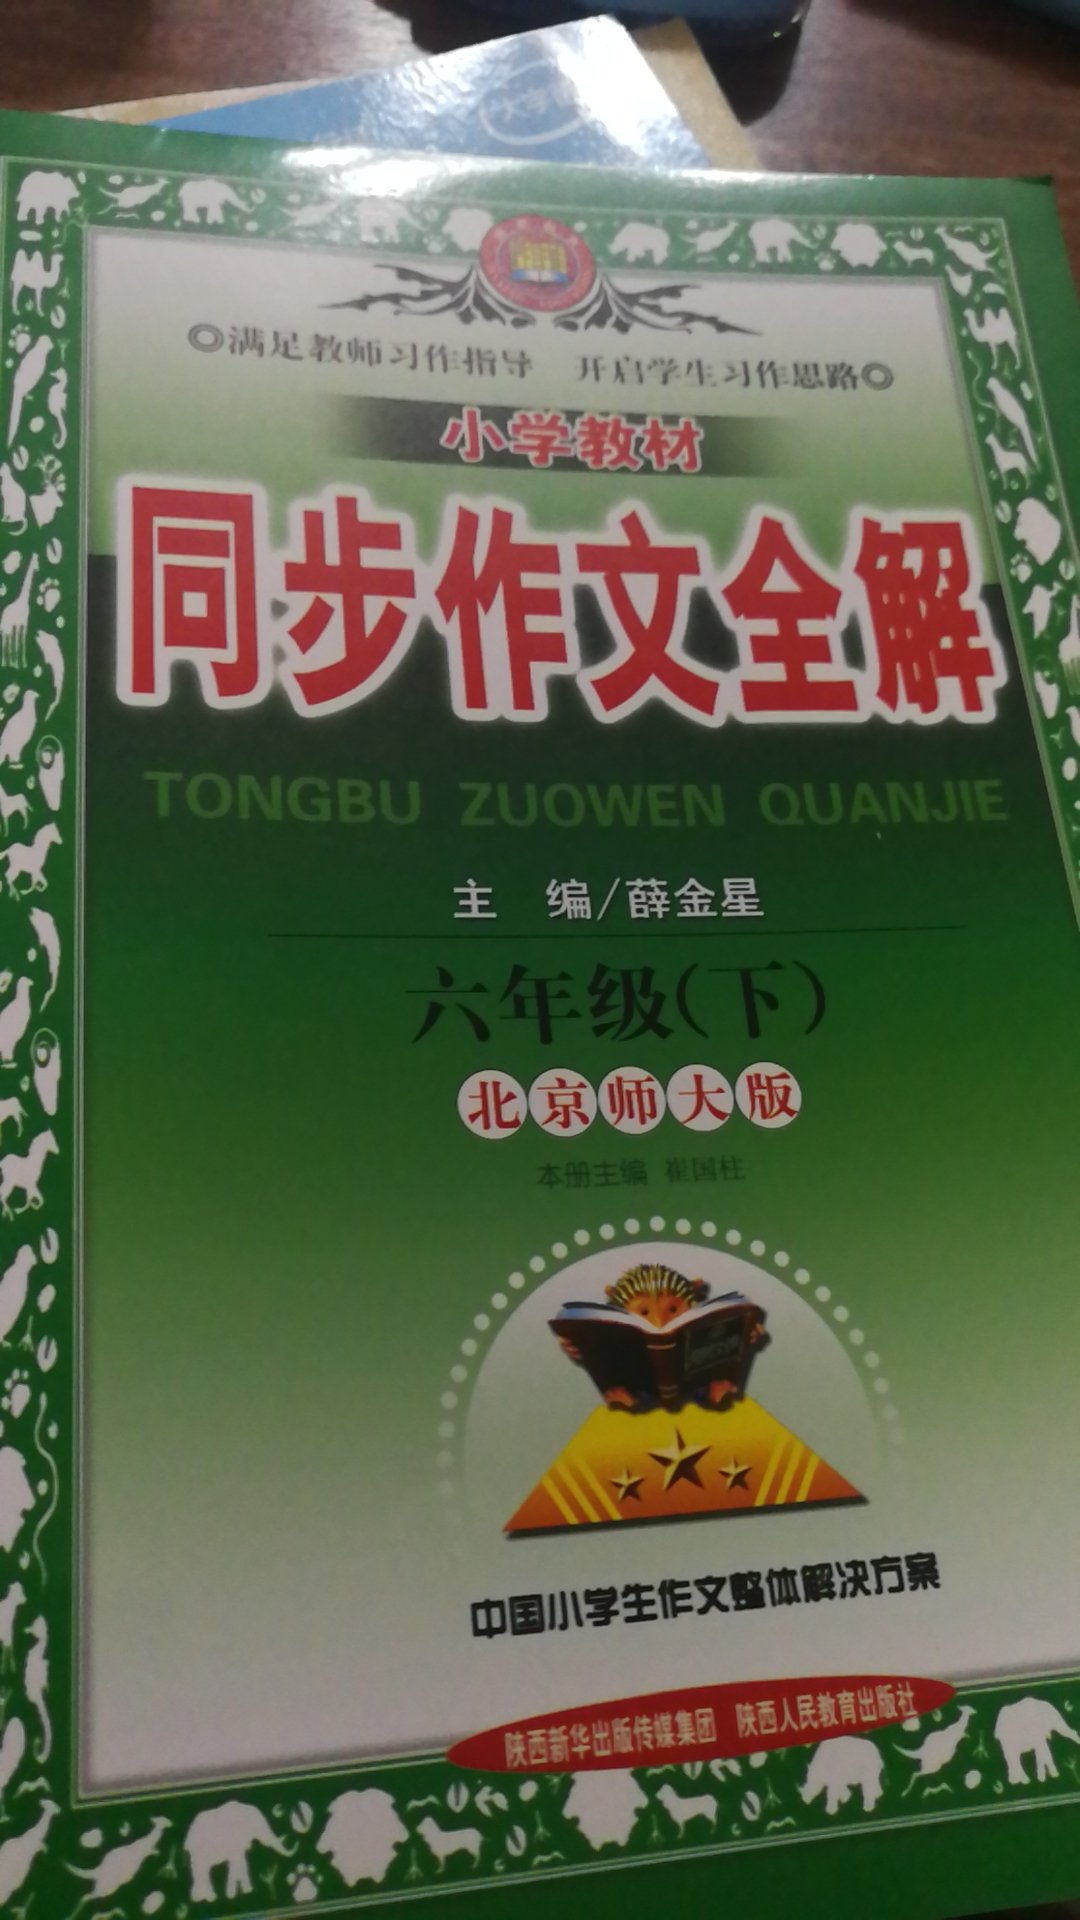 大学
◎满足教师习作指导 开启学生习作思路◎
小学教材
同步作文全解
TONGBU ZUOWEN QUANJIE
主 编/薛金星
六年级(下)
北京师大版
本册主编 崔国柱
中国小学生作文整体解决方案
陕西新华出版传媒集团 陕西人民教育出版社